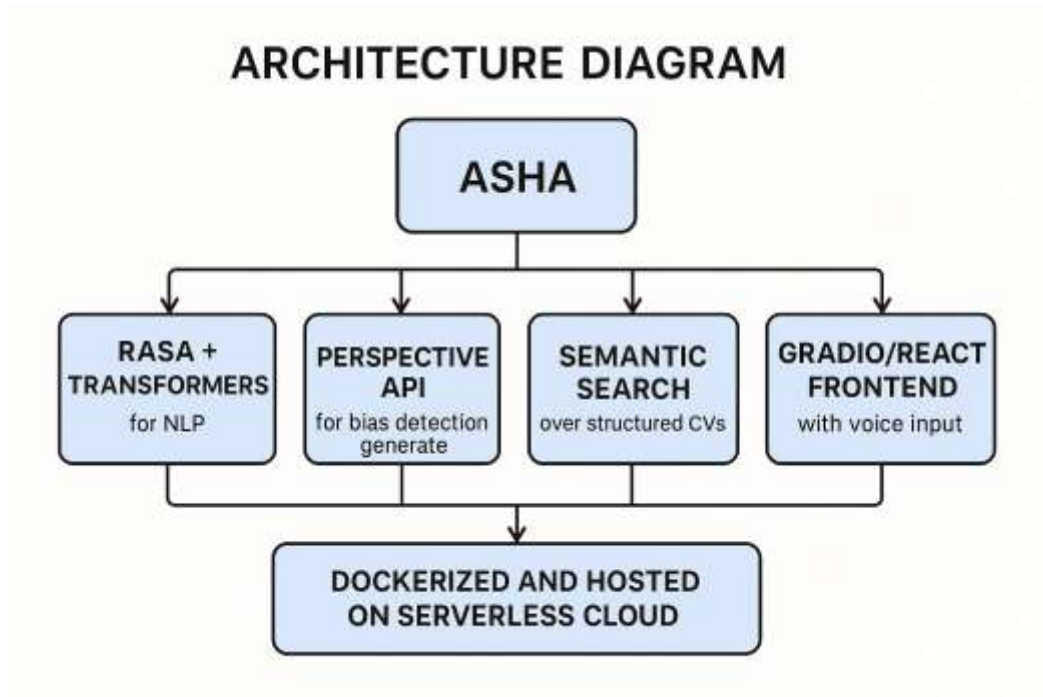 ARCHITECTURE DIAGRAM
ASHA
RASA +
TRANSFORMERS
for NLP
PERSPECTIVE
API
for bias detection
generate
SEMANTIC
SEARCH
over structured CVs
GRADIO/REACT
FRONTEND
with voice input
DOCKERIZED AND HOSTED
ON SERVERLESS CLOUD